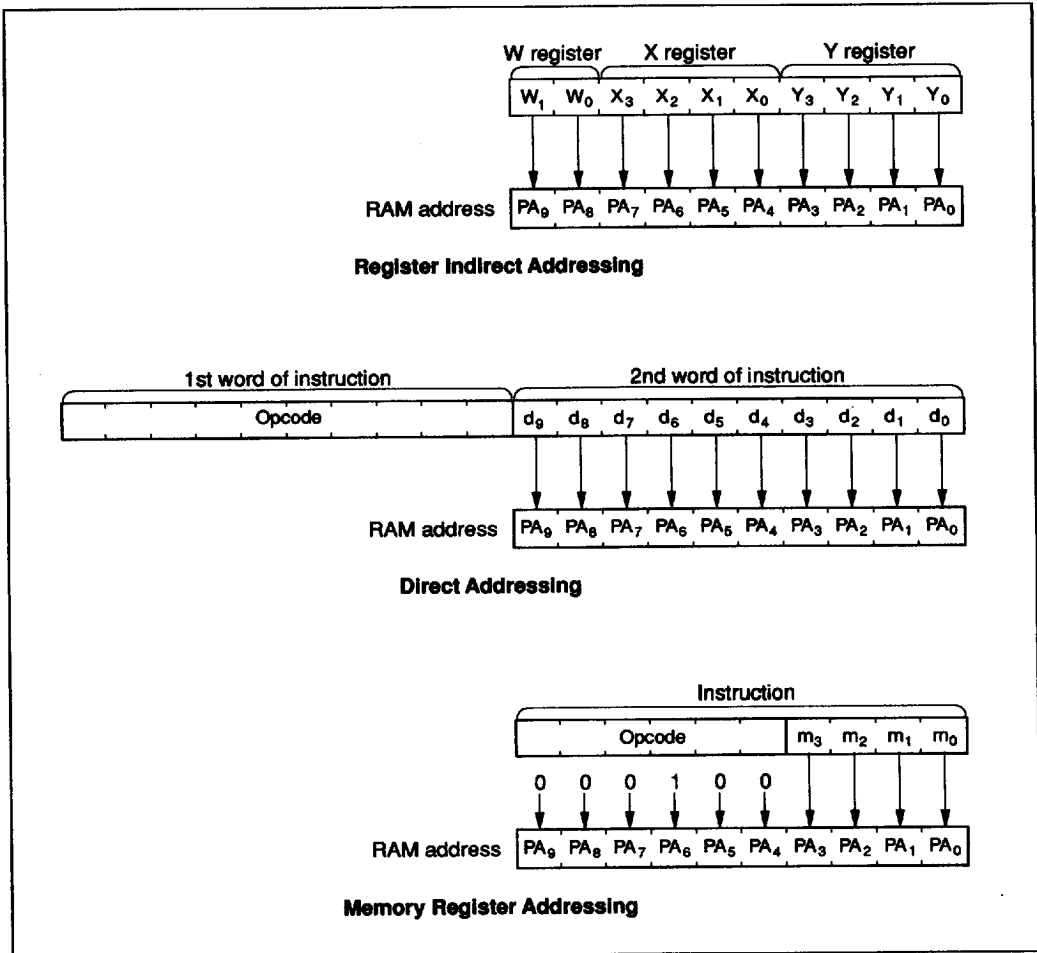 W register X register Y register
W₁ W₀ X₃ X₂ X₁ X₀ Y₃ Y₂ Y₁ Y₀
RAM address PA₉ PA₈ PA₇ PA₆ PA₅ PA₄ PA₃ PA₂ PA₁ PA₀
Register Indirect Addressing
1st word of instruction 2nd word of instruction
Opcode d₉ d₈ d₇ d₆ d₅ d₄ d₃ d₂ d₁ d₀
RAM address PA₉ PA₈ PA₇ PA₆ PA₅ PA₄ PA₃ PA₂ PA₁ PA₀
Direct Addressing
Instruction
Opcode m₃ m₂ m₁ m₀
0 0 0 1 0 0
RAM address PA₉ PA₈ PA₇ PA₆ PA₅ PA₄ PA₃ PA₂ PA₁ PA₀
Memory Register Addressing